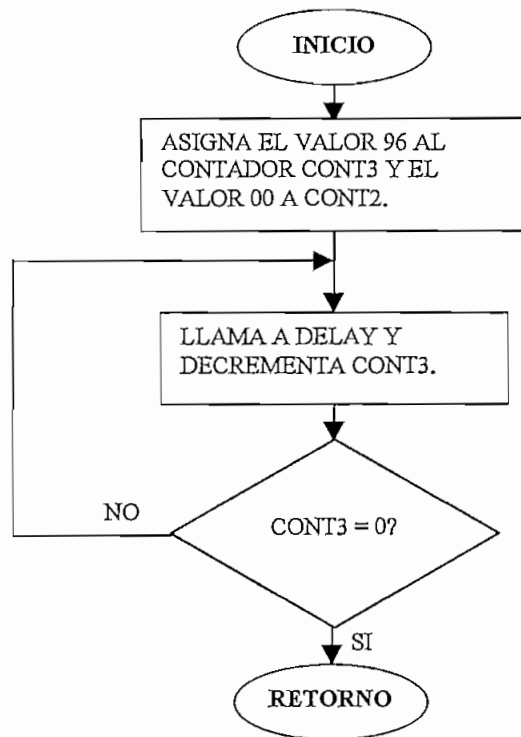 INICIO
ASIGNA EL VALOR 96 AL
CONTADOR CONT3 Y EL
VALOR 00 A CONT2.
LLAMA A DELAY Y
DECREMENTA CONT3.
NO
CONT3 = 0?
SI
RETORNO